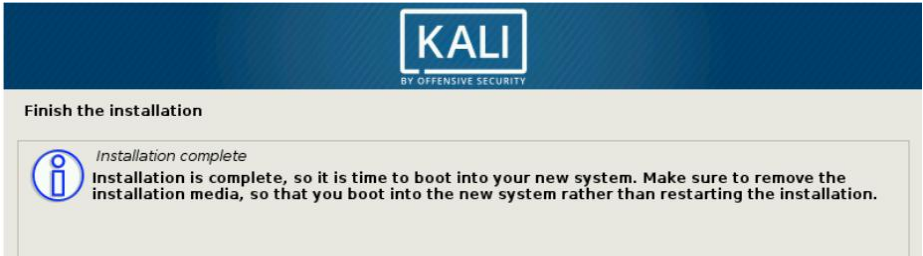 KALI
BY OFFENSIVE SECURITY
Finish the installation
Installation complete
Installation is complete, so it is time to boot into your new system. Make sure to remove the
installation media, so that you boot into the new system rather than restarting the installation.